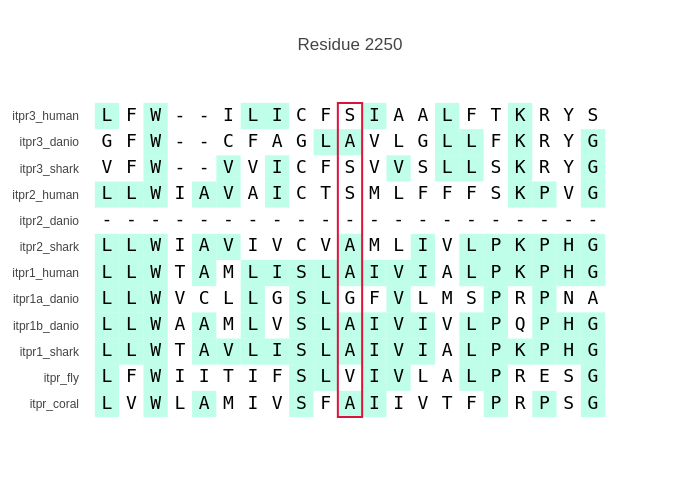 Residue 2250
itpr3_human L F W - - I L I C F S I A A L F T K R Y S
itpr3_danio G F W - - C F A G L A V L G L L F K R Y G
itpr3_shark V F W - - V V I C F S V V S L L S K R Y G
itpr2_human L L W I A V A I C T S M L F F F S K P V G
itpr2_danio - - - - - - - - - - - - - - - - - - - - -
itpr2_shark L L W I A V I V C V A M L I V L P K P H G
itpr1_human L L W T A M L I S L A I V I A L P K P H G
itpr1a_danio L L W V C L L G S L G F V L M S P R P N A
itpr1b_danio L L W A A M L V S L A I V I V L P Q P H G
itpr1_shark L L W T A V L I S L A I V I A L P K P H G
itpr_fly L F W I I T I F S L V I V L A L P R E S G
itpr_coral L V W L A M I V S F A I I V T F P R P S G